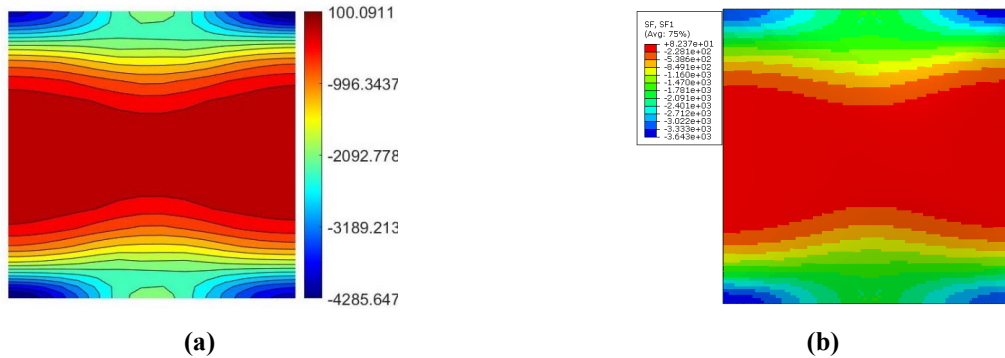 100.0911
-996.3437
-2092.778
-3189.213
-4285.647
(a)
SF, SF1
(Avg: 75%)
+8.237e+01
-2.281e+02
-5.386e+02
-8.491e+02
-1.160e+03
-1.470e+03
-1.781e+03
-2.091e+03
-2.401e+03
-2.712e+03
-3.022e+03
-3.333e+03
-3.643e+03
(b)